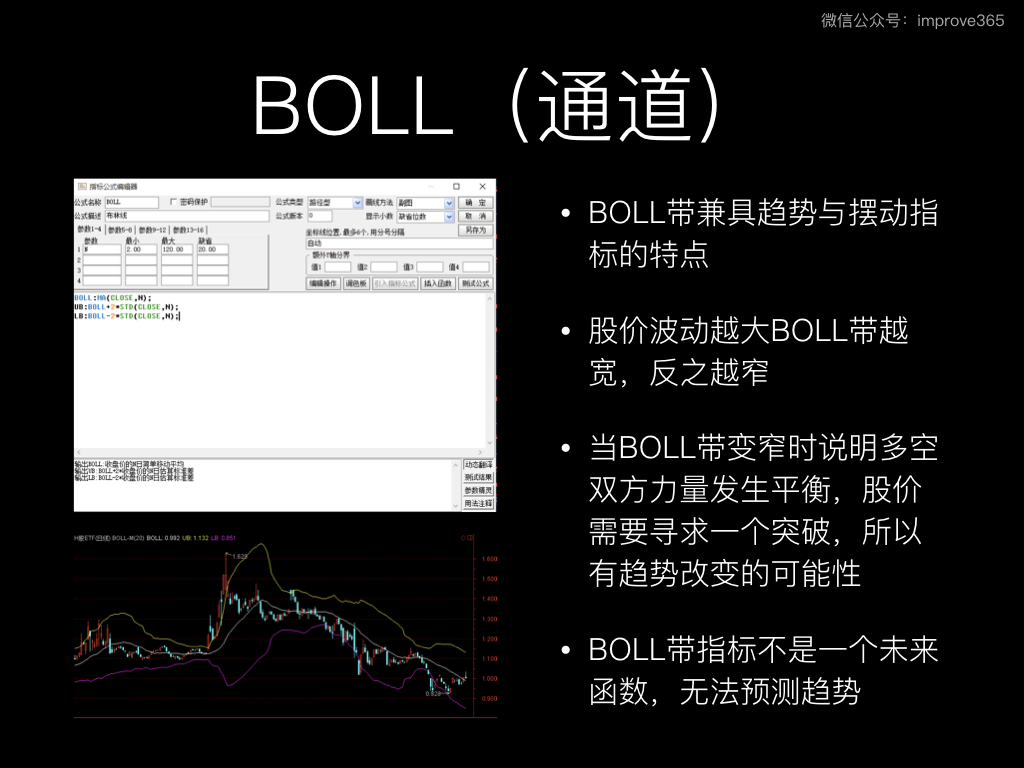 微信公众号：improve365
BOLL（通道）
指标公式编辑器
公式名称 BOLL 密码保护 公式类型 路径型 画线方法 副图 确 定
公式描述 布林线 公式版本 0 显示小数 缺省位数 取 消
参数1-4 参数5-8 参数9-12 参数13-16 坐标线位置,最多6个,用分号分隔 另存为
参数 最小 最大 缺省 自动
1 N 2.00 120.00 20.00 额外Y轴分界
2 值1 值2 值3 值4
3
4 编辑操作 调色板 引入指标公式 插入函数 测试公式
BOLL:MA(CLOSE,N);
UB:BOLL+2*STD(CLOSE,N);
LB:BOLL-2*STD(CLOSE,N);
输出BOLL:收盘价的N日简单移动平均
输出UB:BOLL+2*收盘价的N日估算标准差
输出LB:BOLL-2*收盘价的N日估算标准差
动态翻译
测试结果
参数精灵
用法注释
H股ETF(日线) BOLL-M(20) BOLL: 0.992 UB: 1.132 LB: 0.851
1.625
1.600
1.500
1.400
1.300
1.200
1.100
1.000
0.900
0.928
• BOLL带兼具趋势与摆动指
标的特点
• 股价波动越大BOLL带越
宽，反之越窄
• 当BOLL带变窄时说明多空
双方力量发生平衡，股价
需要寻求一个突破，所以
有趋势改变的可能性
• BOLL带指标不是一个未来
函数，无法预测趋势